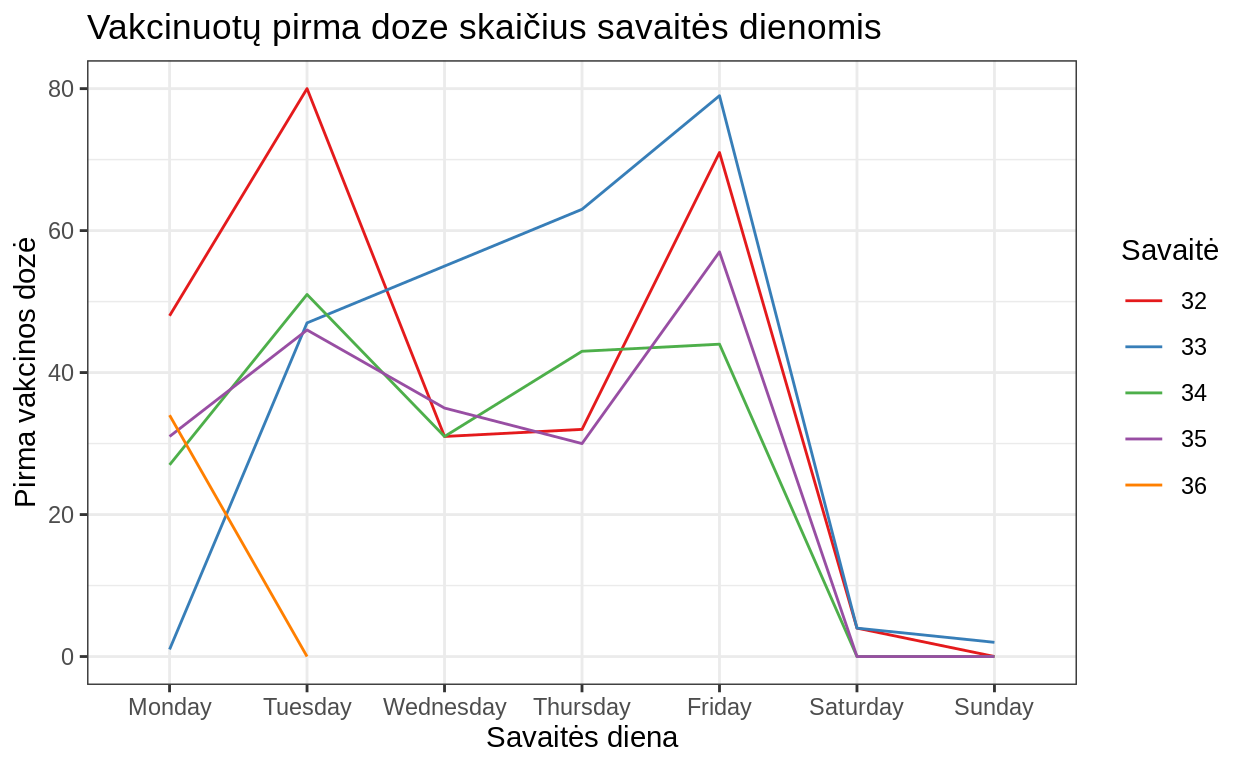 Vakcinuotų pirma doze skaičius savaitės dienomis
Pirma vakcinos dozė
80
60
40
20
0
Monday
Tuesday
Wednesday
Thursday
Friday
Saturday
Sunday
Savaitės diena
Savaitė
32
33
34
35
36